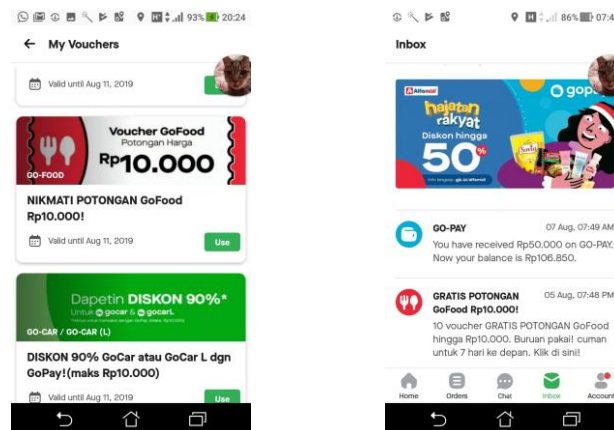 93% 20:24
My Vouchers
Valid until Aug 11, 2019
Voucher GoFood
Potongan Harga
Rp10.000
GO-FOOD
NIKMATI POTONGAN GoFood
Rp10.000!
Valid until Aug 11, 2019
Use
Dapetin DISKON 90%*
Untuk gocar & gocarL
GO-CAR / GO-CAR (L)
DISKON 90% GoCar atau GoCar L dgn
GoPay!(maks Rp10.000)
Valid until Aug 11, 2019
Use
86% 07:4
Inbox
Alfamidi
gop
hajatan
rakyat
Diskon hingga
50%
Soda
GO-PAY
07 Aug, 07:49 AM
You have received Rp50.000 on GO-PAY.
Now your balance is Rp106.850.
GRATIS POTONGAN
05 Aug, 07:48 PM
GoFood Rp10.000!
10 voucher GRATIS POTONGAN GoFood
hingga Rp10.000. Buruan pakai! cuman
untuk 7 hari ke depan. Klik di sini!
Home
Orders
Chat
Inbox
Account